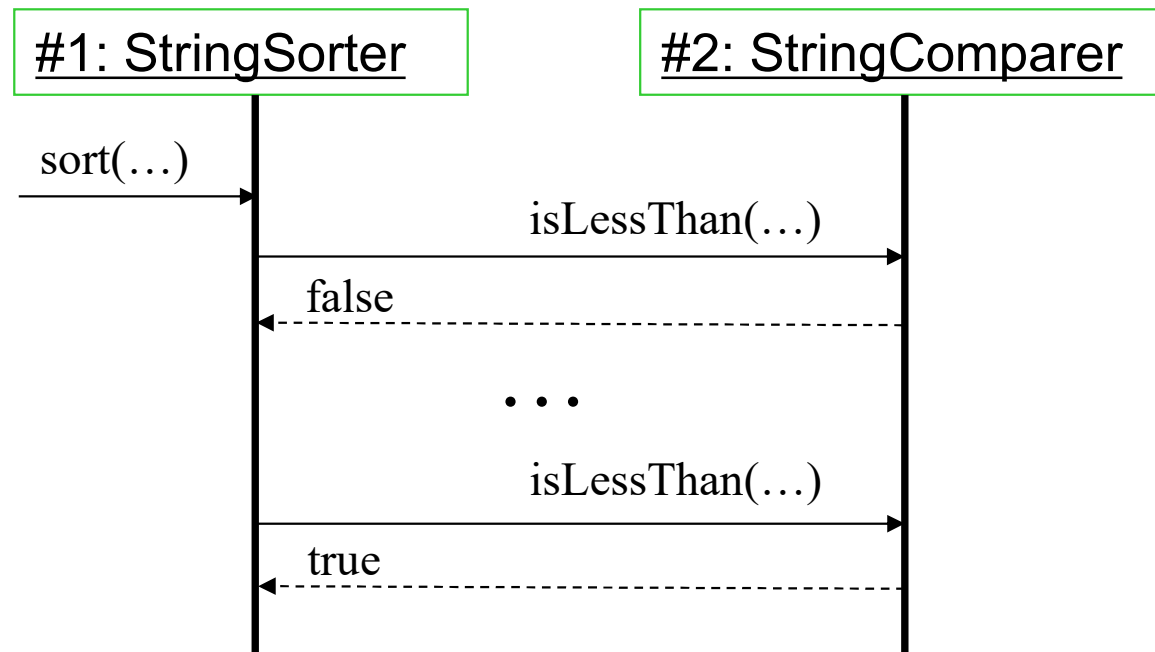 #1: StringSorter
#2: StringComparer
sort(…)
isLessThan(…)
false
…
isLessThan(…)
true